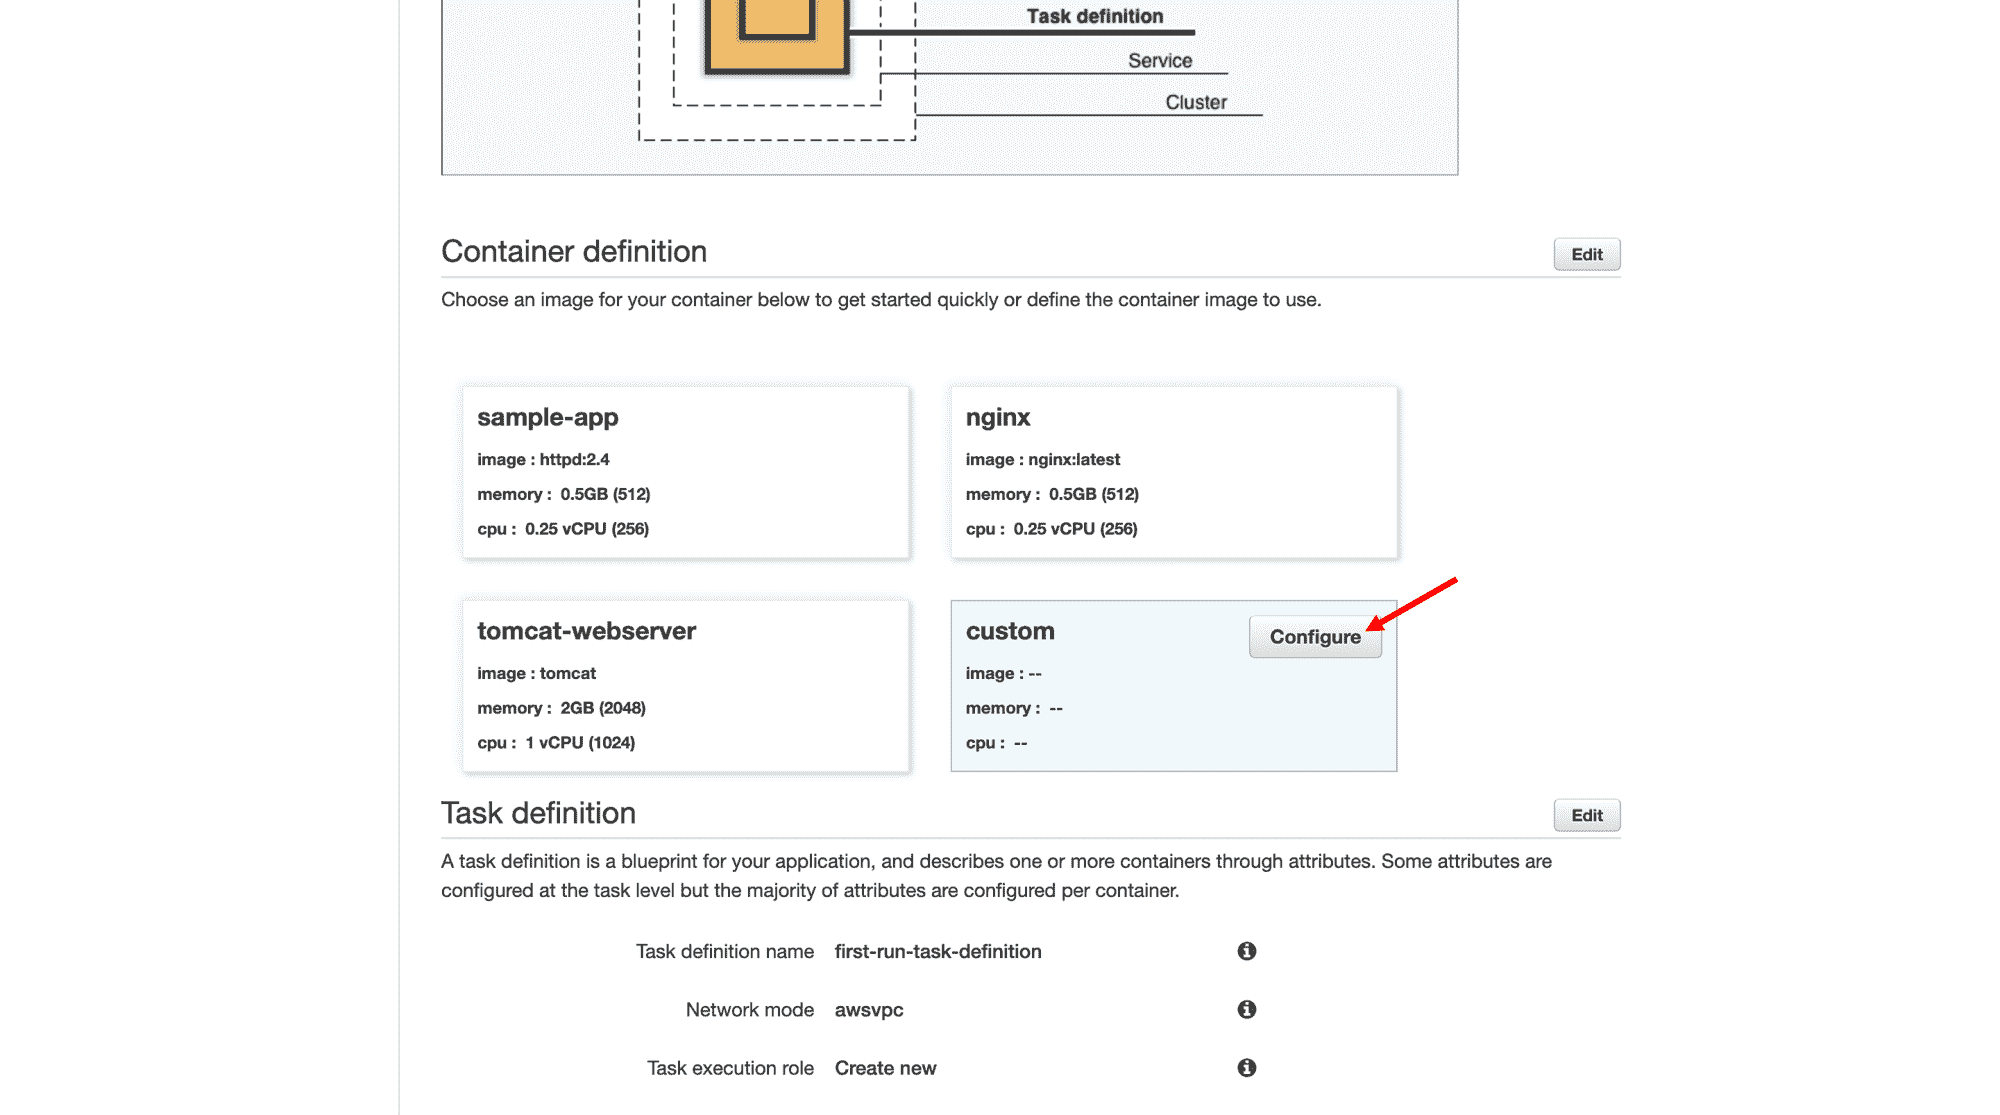 Task definition
Service
Cluster
Container definition
Edit
Choose an image for your container below to get started quickly or define the container image to use.
sample-app
image : httpd:2.4
memory : 0.5GB (512)
cpu : 0.25 vCPU (256)
nginx
image : nginx:latest
memory : 0.5GB (512)
cpu : 0.25 vCPU (256)
tomcat-webserver
image : tomcat
memory : 2GB (2048)
cpu : 1 vCPU (1024)
custom
Configure
image : --
memory : --
cpu : --
Task definition
Edit
A task definition is a blueprint for your application, and describes one or more containers through attributes. Some attributes are
configured at the task level but the majority of attributes are configured per container.
Task definition name first-run-task-definition
Network mode awsvpc
Task execution role Create new